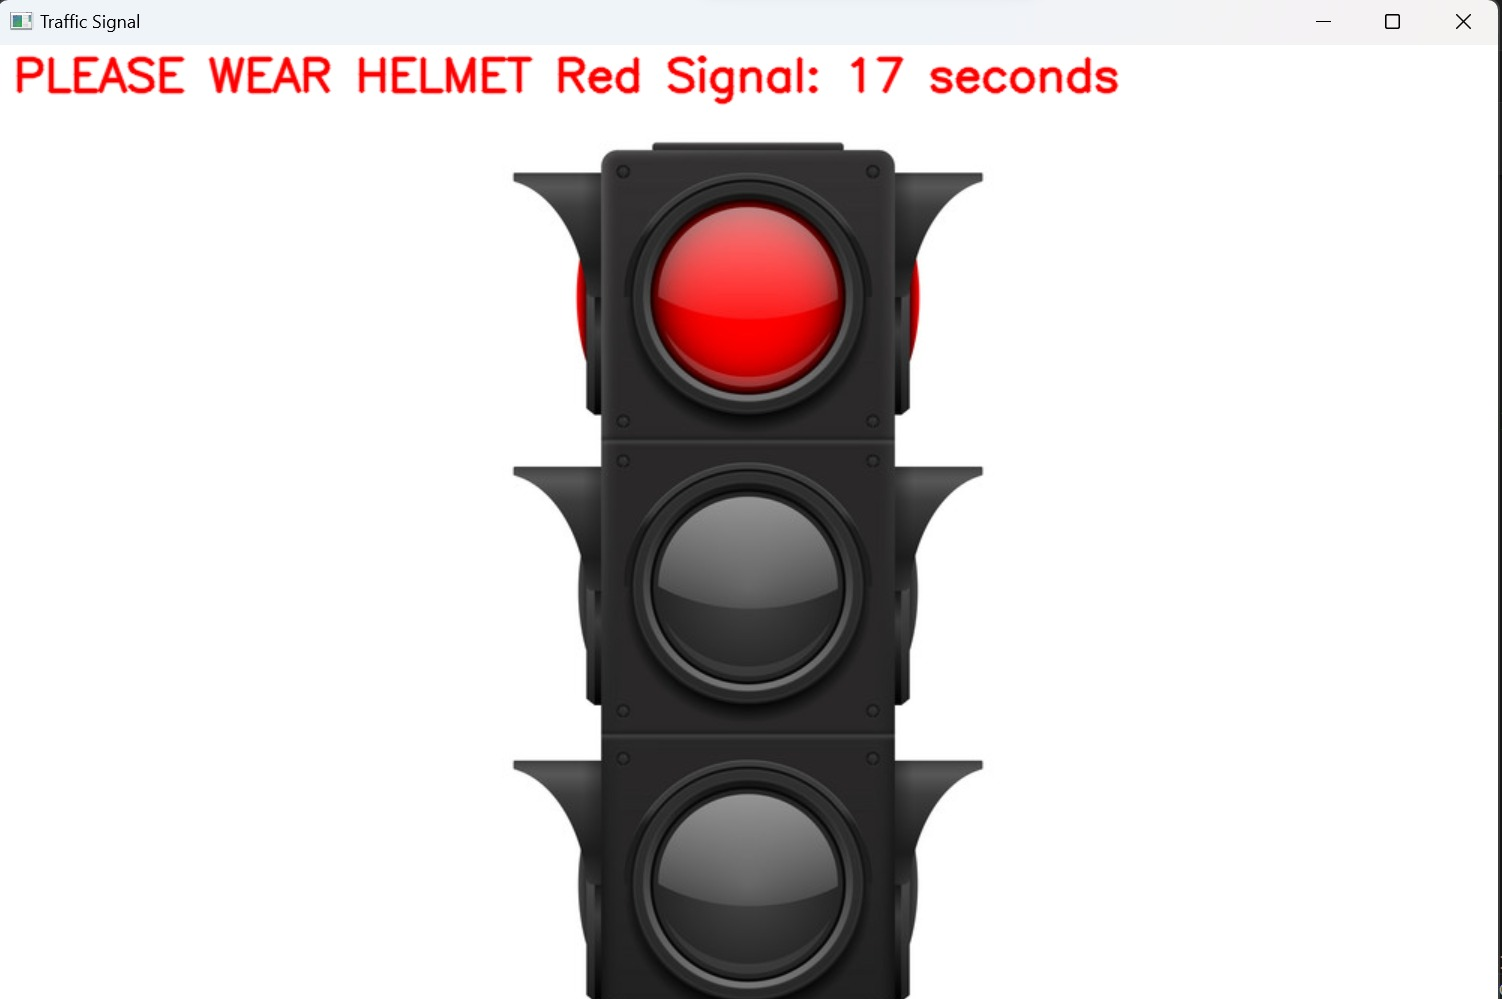 Traffic Signal
PLEASE WEAR HELMET Red Signal: 17 seconds